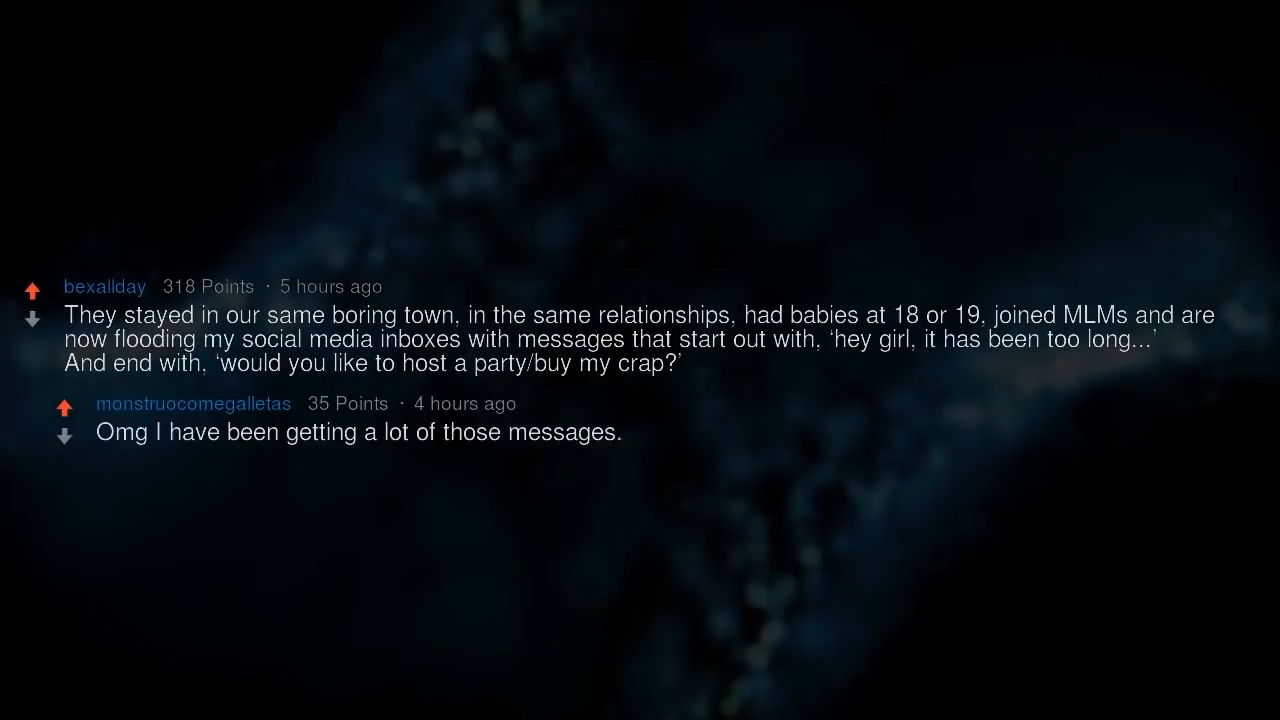 bexallday 318 Points · 5 hours ago
They stayed in our same boring town, in the same relationships, had babies at 18 or 19, joined MLMs and are
now flooding my social media inboxes with messages that start out with, ‘hey girl, it has been too long...’
And end with, ‘would you like to host a party/buy my crap?’
monstruocomegalletas 35 Points · 4 hours ago
Omg I have been getting a lot of those messages.